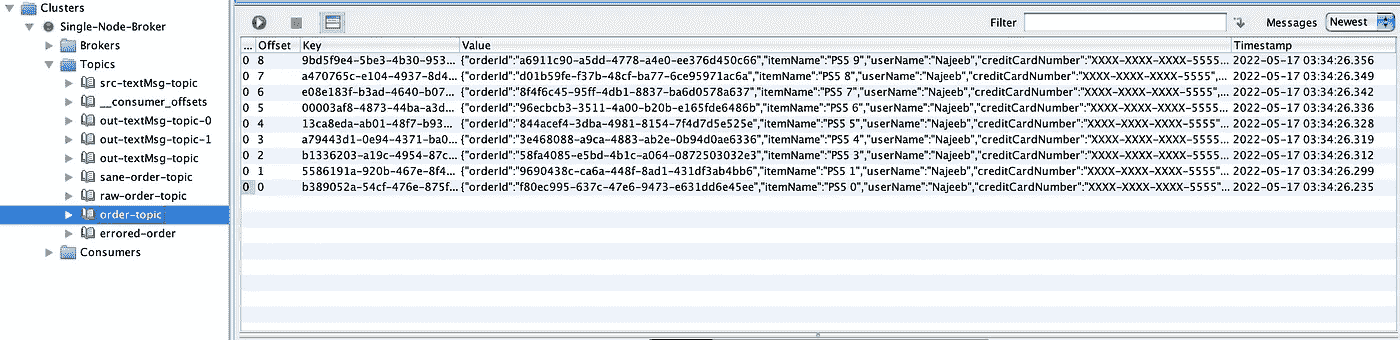 Clusters
Single-Node-Broker
Brokers
Topics
src-textMsg-topic
__consumer_offsets
out-textMsg-topic-0
out-textMsg-topic-1
out-textMsg-topic
sane-order-topic
raw-order-topic
order-topic
errored-order
Consumers
Filter Messages Newest
... Offset Key Value Timestamp
0 8 9bd5f9e4-5be3-4b30-953... {"orderId":"a6911c90-a5dd-4778-a4e0-ee376d450c66","itemName":"PS5 9","userName":"Najeeb","creditCardNumber":"XXXX-XXXX-XXXX-5555"... 2022-05-17 03:34:26.356
0 7 a470765c-e104-4937-8d4... {"orderId":"d01b59fe-f37b-48cf-ba77-6ce95971ac6a","itemName":"PS5 8","userName":"Najeeb","creditCardNumber":"XXXX-XXXX-XXXX-5555",... 2022-05-17 03:34:26.349
0 6 e08e183f-b3ad-4640-b07... {"orderId":"8f4f6c45-95ff-4db1-8837-ba6d0578a637","itemName":"PS5 7","userName":"Najeeb","creditCardNumber":"XXXX-XXXX-XXXX-5555"... 2022-05-17 03:34:26.342
0 5 00003af8-4873-44ba-a3d... {"orderId":"96ecbcb3-3511-4a00-b20b-e165fde6486b","itemName":"PS5 6","userName":"Najeeb","creditCardNumber":"XXXX-XXXX-XXXX-5555"... 2022-05-17 03:34:26.336
0 4 13ca8eda-ab01-48f7-b93... {"orderId":"844acef4-3dba-4981-8154-7f4d7d5e525e","itemName":"PS5 5","userName":"Najeeb","creditCardNumber":"XXXX-XXXX-XXXX-5555"... 2022-05-17 03:34:26.328
0 3 a79443d1-0e94-4371-ba0... {"orderId":"3e468088-a9ca-4883-ab2e-0b94d0ae6336","itemName":"PS5 4","userName":"Najeeb","creditCardNumber":"XXXX-XXXX-XXXX-5555"... 2022-05-17 03:34:26.319
0 2 b1336203-a19c-4954-87c... {"orderId":"58fa4085-e5bd-4b1c-a064-0872503032e3","itemName":"PS5 3","userName":"Najeeb","creditCardNumber":"XXXX-XXXX-XXXX-5555"... 2022-05-17 03:34:26.312
0 1 5586191a-920b-467e-8f4... {"orderId":"9690438c-ca6a-448f-8ad1-431df3ab4bb6","itemName":"PS5 1","userName":"Najeeb","creditCardNumber":"XXXX-XXXX-XXXX-5555"... 2022-05-17 03:34:26.299
0 0 b389052a-54cf-476e-875f... {"orderId":"f80ec995-637c-47e6-9473-e631dd6e45ee","itemName":"PS5 0","userName":"Najeeb","creditCardNumber":"XXXX-XXXX-XXXX-5555"... 2022-05-17 03:34:26.235